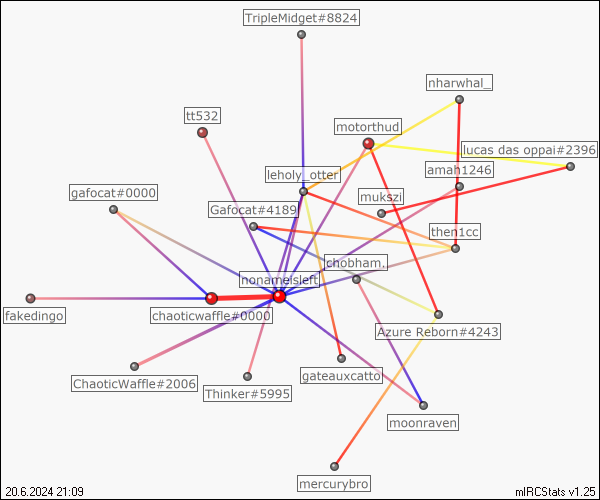 TripleMidget#8824
nharwhal_
tt532
motorthud
lucas das oppai#2396
leholy_otter
amah1246
gafocat#0000
mukszi
Gafocat#4189
then1cc
chobham.
nonameisleft
fakedingo
chaoticwaffle#0000
Azure Reborn#4243
gateauxcatto
ChaoticWaffle#2006
Thinker#5995
moonraven
mercurybro
20.6.2024 21:09
mIRCStats v1.25